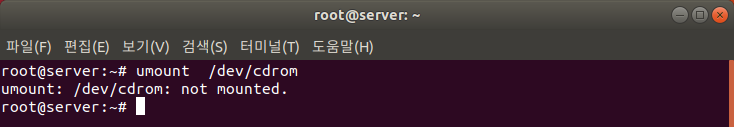 root@server: ~
파일(F) 편집(E) 보기(V) 검색(S) 터미널(T) 도움말(H)
root@server:~# umount  /dev/cdrom
umount: /dev/cdrom: not mounted.
root@server:~#